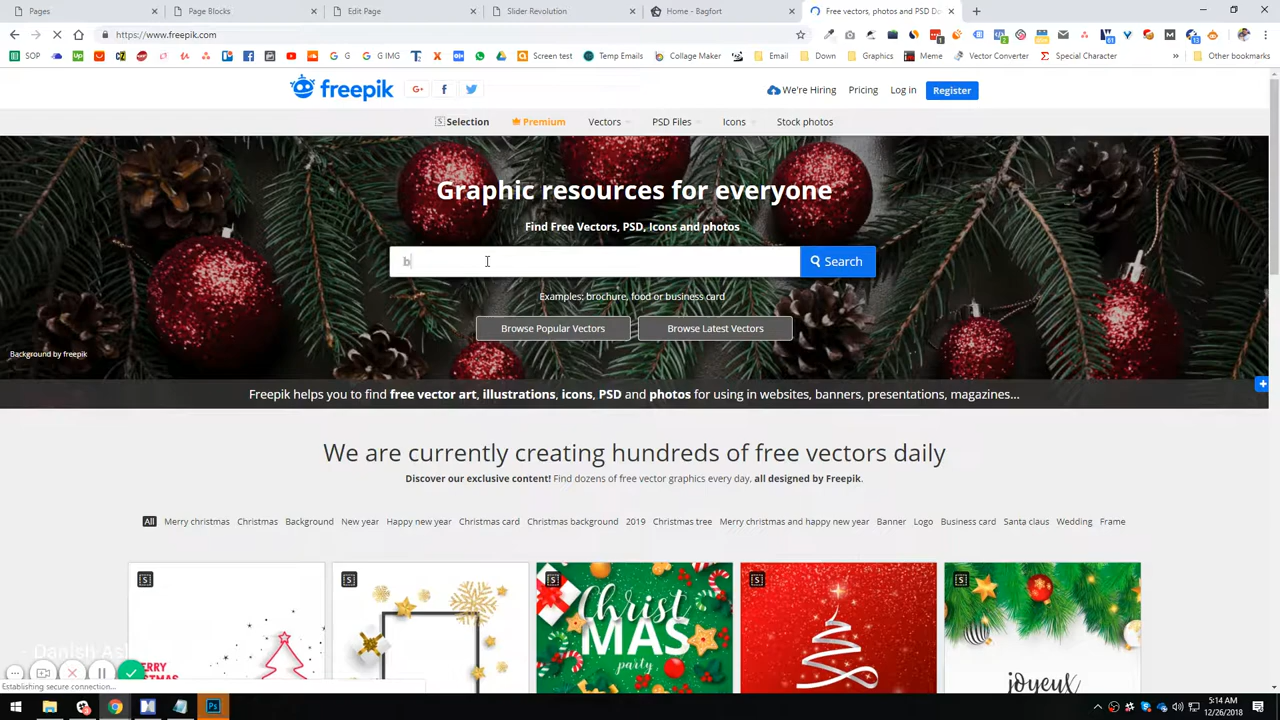 Pages
Page Blocks
Edit Page
Slider Revolution
Home - Bagfort
Free vectors, photos and PSD Do
https://www.freepik.com
SOP
G
G IMG
Screen test
Temp Emails
Collage Maker
Email
Down
Graphics
Meme
Vector Converter
Special Character
Other bookmarks
freepik
We're Hiring
Pricing
Log in
Register
Selection
Premium
Vectors
PSD Files
Icons
Stock photos
Graphic resources for everyone
Find Free Vectors, PSD, Icons and photos
b
Search
Examples: brochure, food or business card
Browse Popular Vectors
Browse Latest Vectors
Background by freepik
Freepik helps you to find free vector art, illustrations, icons, PSD and photos for using in websites, banners, presentations, magazines...
We are currently creating hundreds of free vectors daily
Discover our exclusive content! Find dozens of free vector graphics every day, all designed by Freepik.
All Merry christmas Christmas Background New year Happy new year Christmas card Christmas background 2019 Christmas tree Merry christmas and happy new year Banner Logo Business card Santa claus Wedding Frame
Christ
MAS
party
MERRY
joyeux
Establishing secure connection...
5:14 AM
12/26/2018